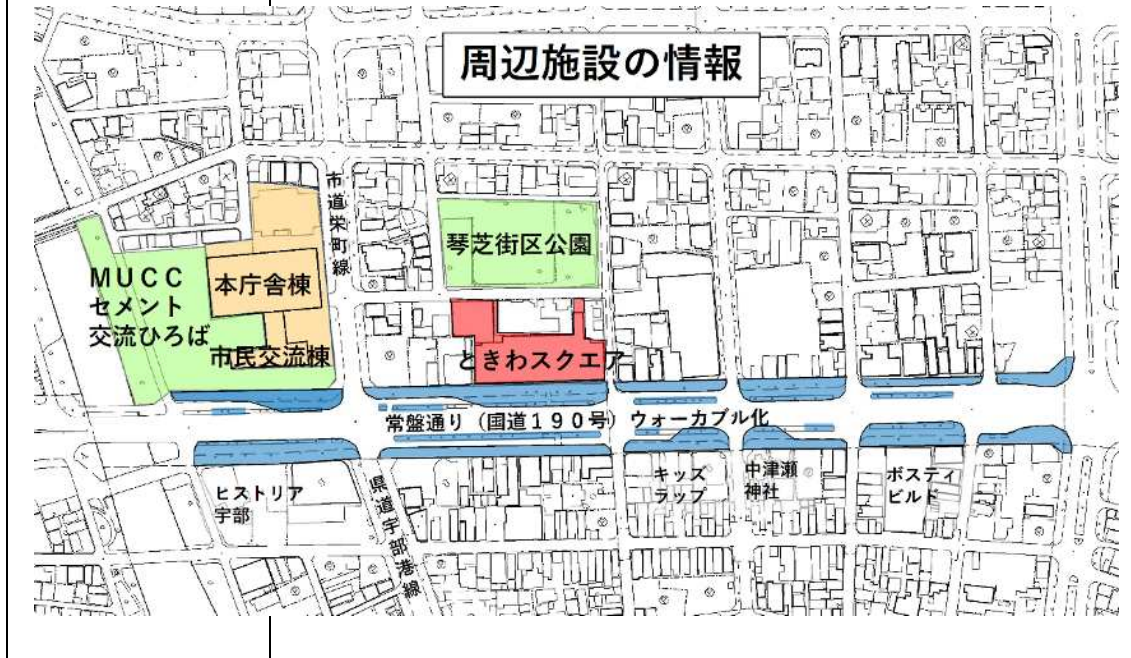 周辺施設の情報
市道栄町線
琴芝街区公園
MUCC
セメント
交流ひろば
本庁舎棟
市民交流棟
ときわスクエア
常盤通り（国道190号）ウォーカブル化
ヒストリア
宇部
県道宇部港線
キッズ
ラップ
中津瀬
神社
ボスティ
ビルド